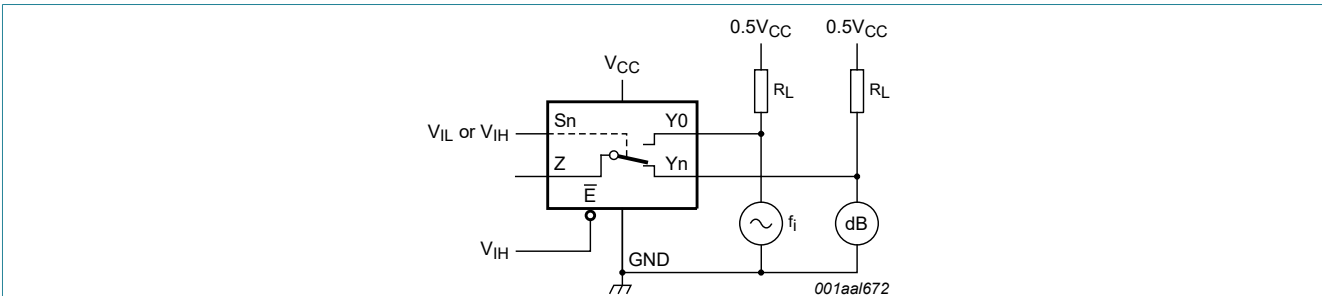 0.5VCC 0.5VCC
VCC
RL RL
Sn Y0
VIL or VIH
Z Yn
E̅
fi dB
VIH
GND
001aal672